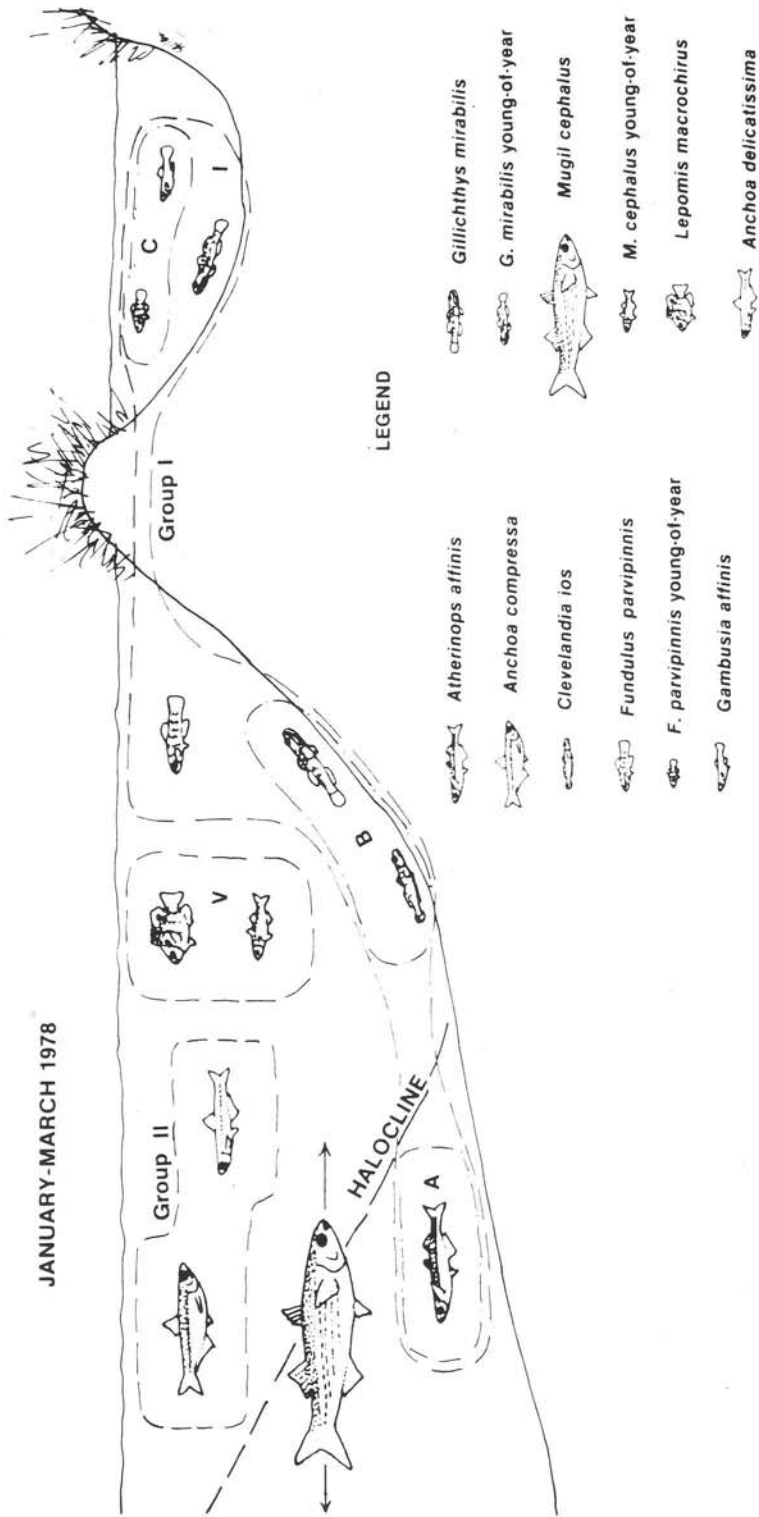 JANUARY-MARCH 1978
Group II
V
Group I
C
I
B
A
HALOCLINE
LEGEND
Atherinops affinis
Anchoa compressa
Clevelandia ios
Fundulus parvipinnis
F. parvipinnis young-of-year
Gambusia affinis
Gillichthys mirabilis
G. mirabilis young-of-year
Mugil cephalus
M. cephalus young-of-year
Lepomis macrochirus
Anchoa delicatissima